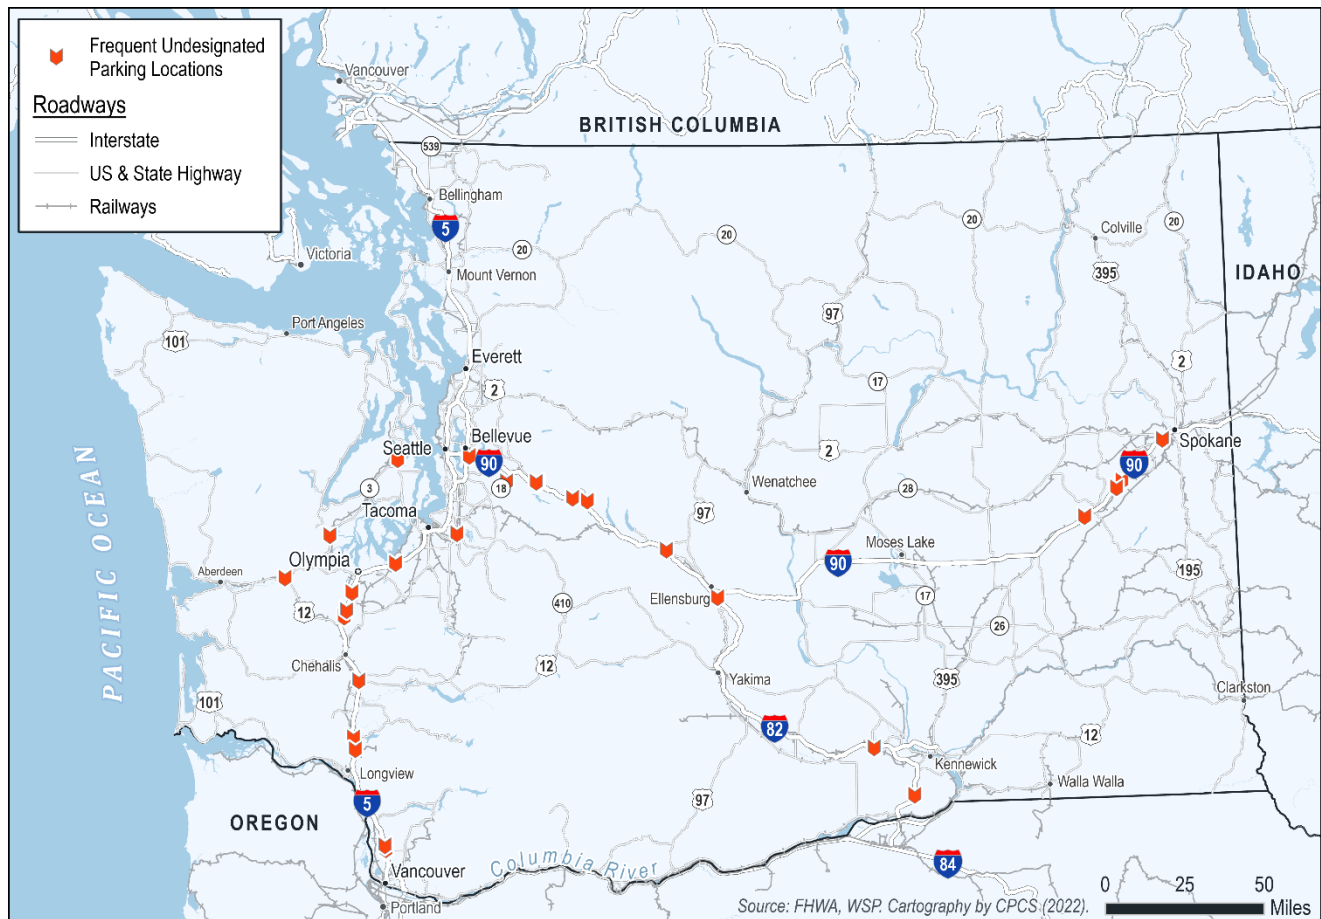 Frequent Undesignated
Parking Locations
Roadways
Interstate
US & State Highway
Railways
Vancouver
BRITISH COLUMBIA
539
Bellingham
5
20
20
20
20
Colville
395
IDAHO
Victoria
Mount Vernon
Port Angeles
101
97
Everett
2
2
17
Seattle
Bellevue
90
2
Spokane
90
3
18
Wenatchee
28
Tacoma
97
Moses Lake
90
Olympia
Aberdeen
12
410
Ellensburg
17
26
195
PACIFIC OCEAN
Chehalis
12
Yakima
395
Clarkston
101
82
12
Kennewick
Walla Walla
Longview
5
97
OREGON
Columbia River
84
Vancouver
Portland
0 25 50
Miles
Source: FHWA, WSP. Cartography by CPCS (2022).